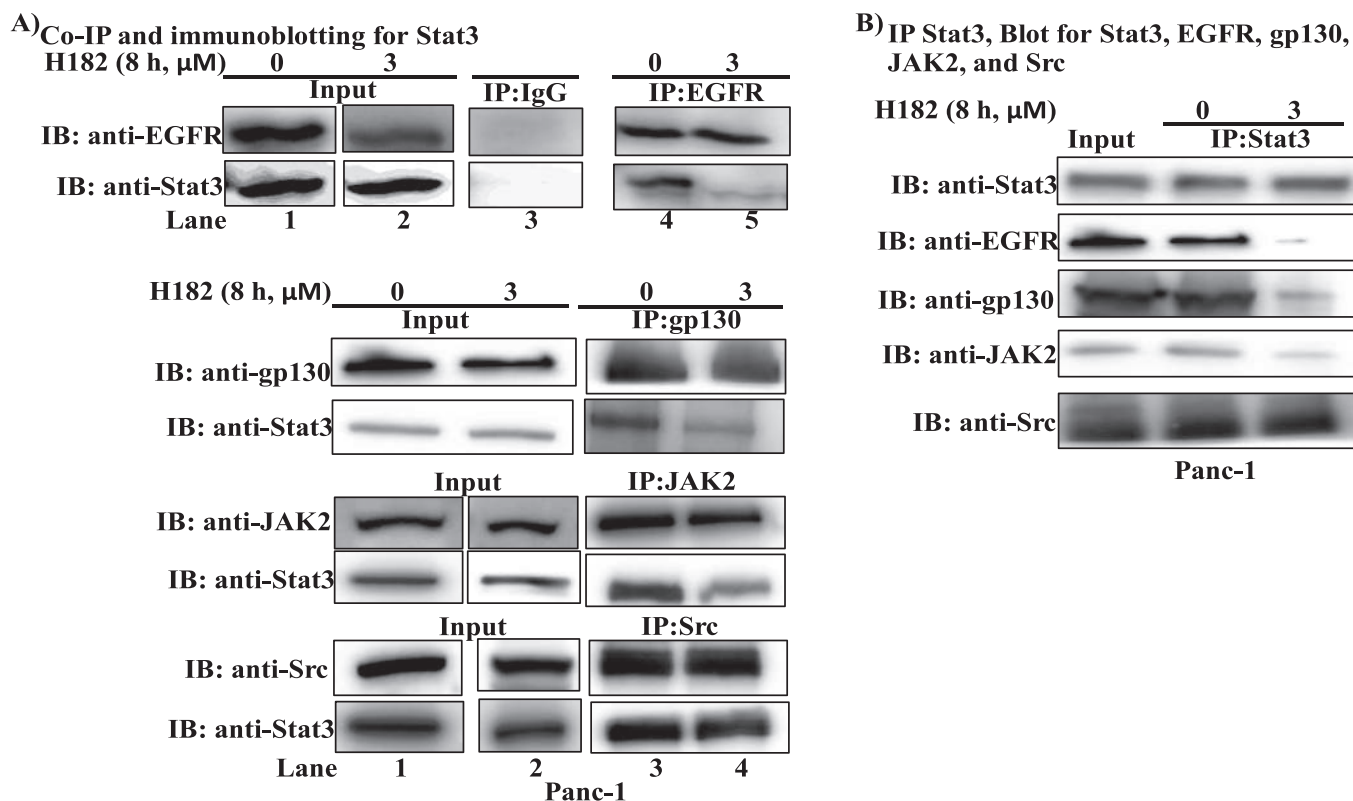 A) Co-IP and immunoblotting for Stat3
H182 (8 h, μM) 0 3
Input IP:IgG
0 3
IP:EGFR
IB: anti-EGFR
IB: anti-Stat3
Lane 1 2 3 4 5
H182 (8 h, μM) 0 3 0 3
Input IP:gp130
IB: anti-gp130
IB: anti-Stat3
Input IP:JAK2
IB: anti-JAK2
IB: anti-Stat3
Input IP:Src
IB: anti-Src
IB: anti-Stat3
Lane 1 2 3 4
Panc-1
B) IP Stat3, Blot for Stat3, EGFR, gp130,
JAK2, and Src
H182 (8 h, μM) 0 3
Input IP:Stat3
IB: anti-Stat3
IB: anti-EGFR
IB: anti-gp130
IB: anti-JAK2
IB: anti-Src
Panc-1